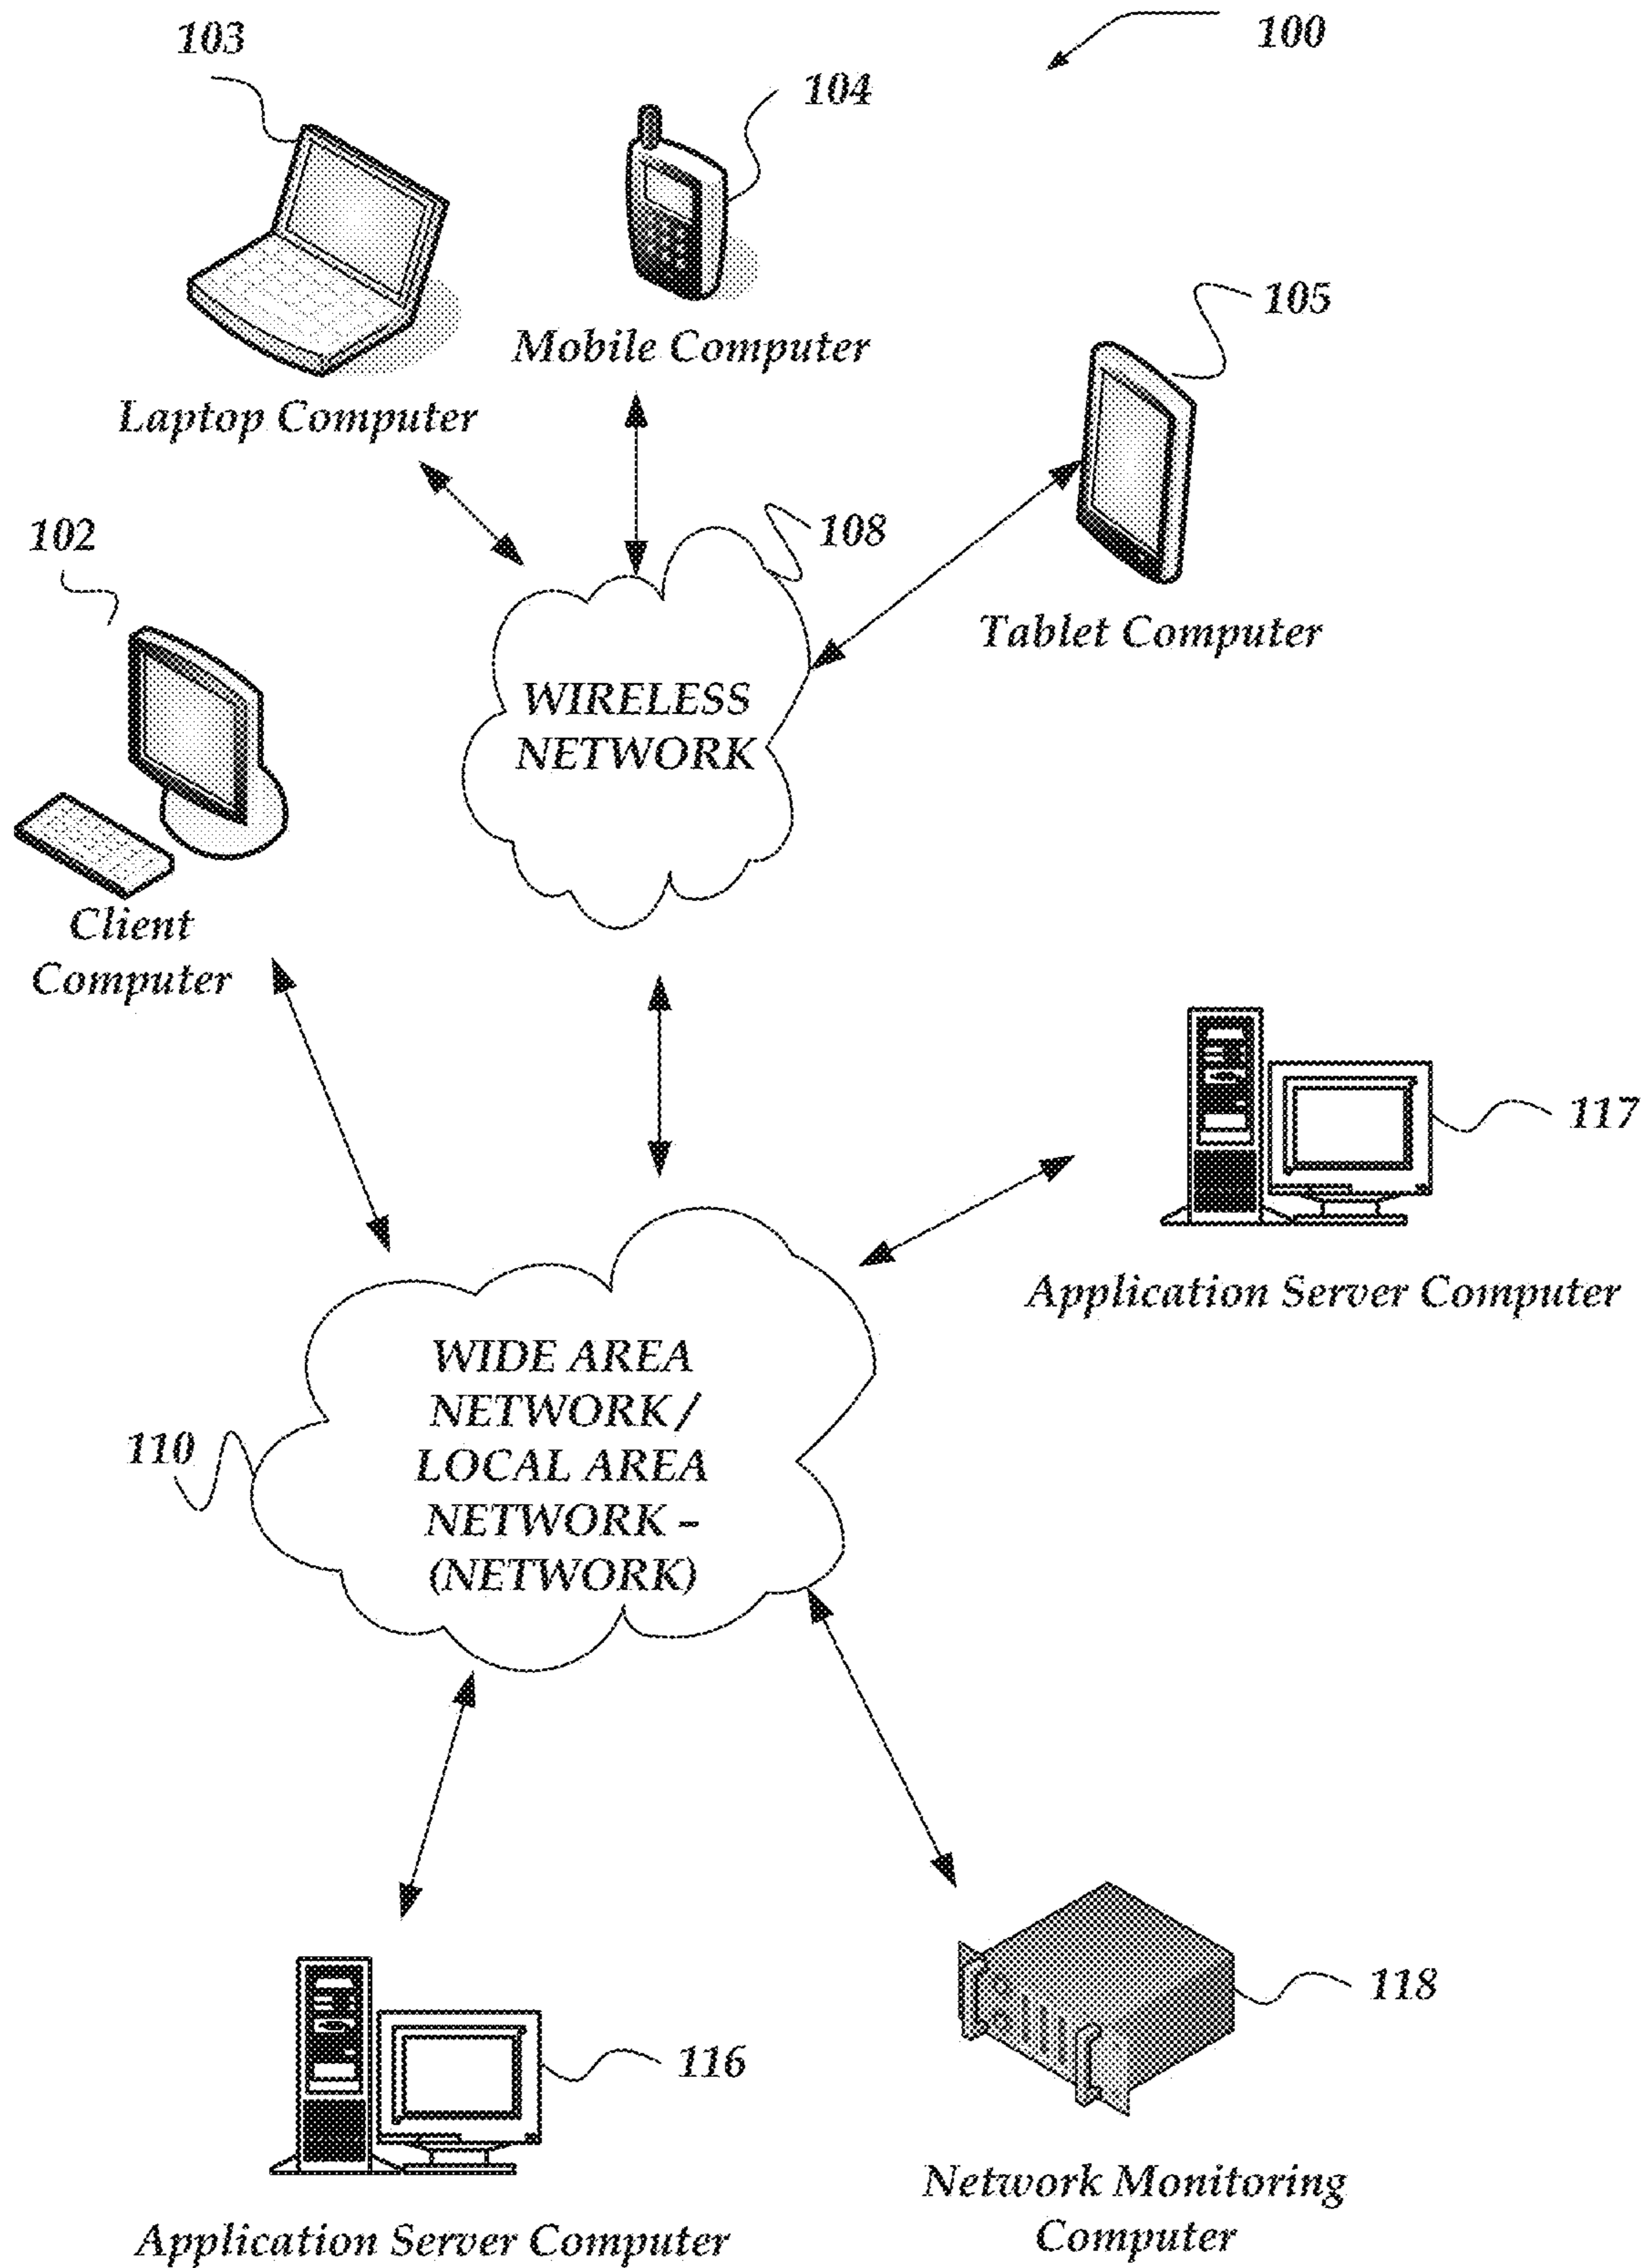 100
103
104
Mobile Computer
105
Laptop Computer
102
108
Tablet Computer
WIRELESS
NETWORK
Client
Computer
117
Application Server Computer
WIDE AREA
NETWORK /
LOCAL AREA
NETWORK –
(NETWORK)
110
118
116
Network Monitoring
Computer
Application Server Computer